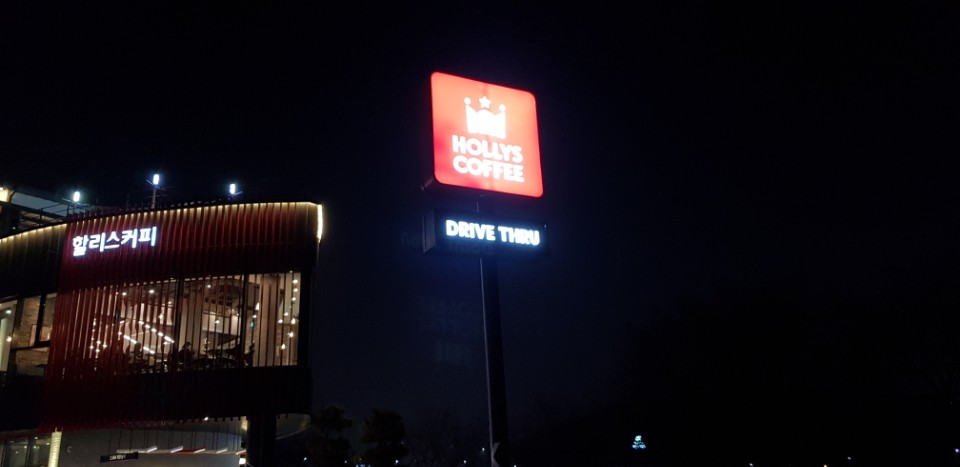 HOLLYS
COFFEE
DRIVE THRU
할리스커피